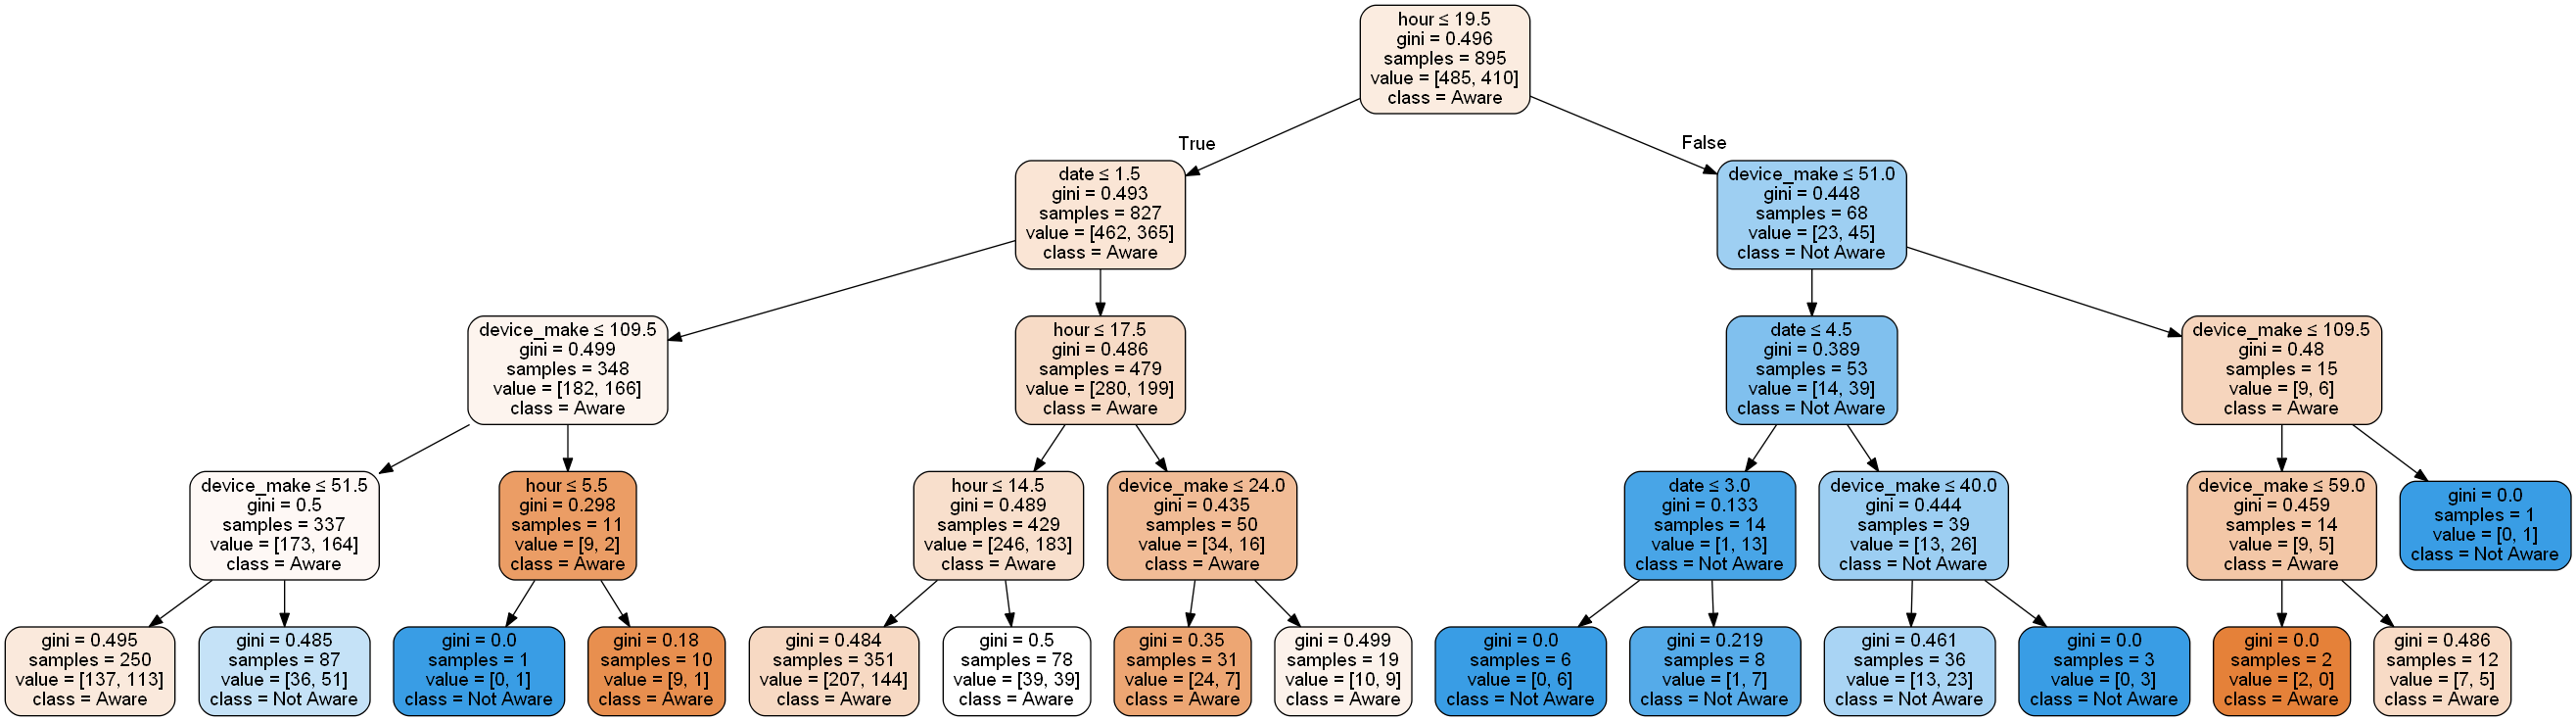 hour ≤ 19.5
gini = 0.496
samples = 895
value = [485, 410]
class = Aware
True
False
date ≤ 1.5
gini = 0.493
samples = 827
value = [462, 365]
class = Aware
device_make ≤ 51.0
gini = 0.448
samples = 68
value = [23, 45]
class = Not Aware
device_make ≤ 109.5
gini = 0.499
samples = 348
value = [182, 166]
class = Aware
hour ≤ 17.5
gini = 0.486
samples = 479
value = [280, 199]
class = Aware
date ≤ 4.5
gini = 0.389
samples = 53
value = [14, 39]
class = Not Aware
device_make ≤ 109.5
gini = 0.48
samples = 15
value = [9, 6]
class = Aware
device_make ≤ 51.5
gini = 0.5
samples = 337
value = [173, 164]
class = Aware
hour ≤ 5.5
gini = 0.298
samples = 11
value = [9, 2]
class = Aware
hour ≤ 14.5
gini = 0.489
samples = 429
value = [246, 183]
class = Aware
device_make ≤ 24.0
gini = 0.435
samples = 50
value = [34, 16]
class = Aware
date ≤ 3.0
gini = 0.133
samples = 14
value = [1, 13]
class = Not Aware
device_make ≤ 40.0
gini = 0.444
samples = 39
value = [13, 26]
class = Not Aware
device_make ≤ 59.0
gini = 0.459
samples = 14
value = [9, 5]
class = Aware
gini = 0.0
samples = 1
value = [0, 1]
class = Not Aware
gini = 0.495
samples = 250
value = [137, 113]
class = Aware
gini = 0.485
samples = 87
value = [36, 51]
class = Not Aware
gini = 0.0
samples = 1
value = [0, 1]
class = Not Aware
gini = 0.18
samples = 10
value = [9, 1]
class = Aware
gini = 0.484
samples = 351
value = [207, 144]
class = Aware
gini = 0.5
samples = 78
value = [39, 39]
class = Aware
gini = 0.35
samples = 31
value = [24, 7]
class = Aware
gini = 0.499
samples = 19
value = [10, 9]
class = Aware
gini = 0.0
samples = 6
value = [0, 6]
class = Not Aware
gini = 0.219
samples = 8
value = [1, 7]
class = Not Aware
gini = 0.461
samples = 36
value = [13, 23]
class = Not Aware
gini = 0.0
samples = 3
value = [0, 3]
class = Not Aware
gini = 0.0
samples = 2
value = [2, 0]
class = Aware
gini = 0.486
samples = 12
value = [7, 5]
class = Aware